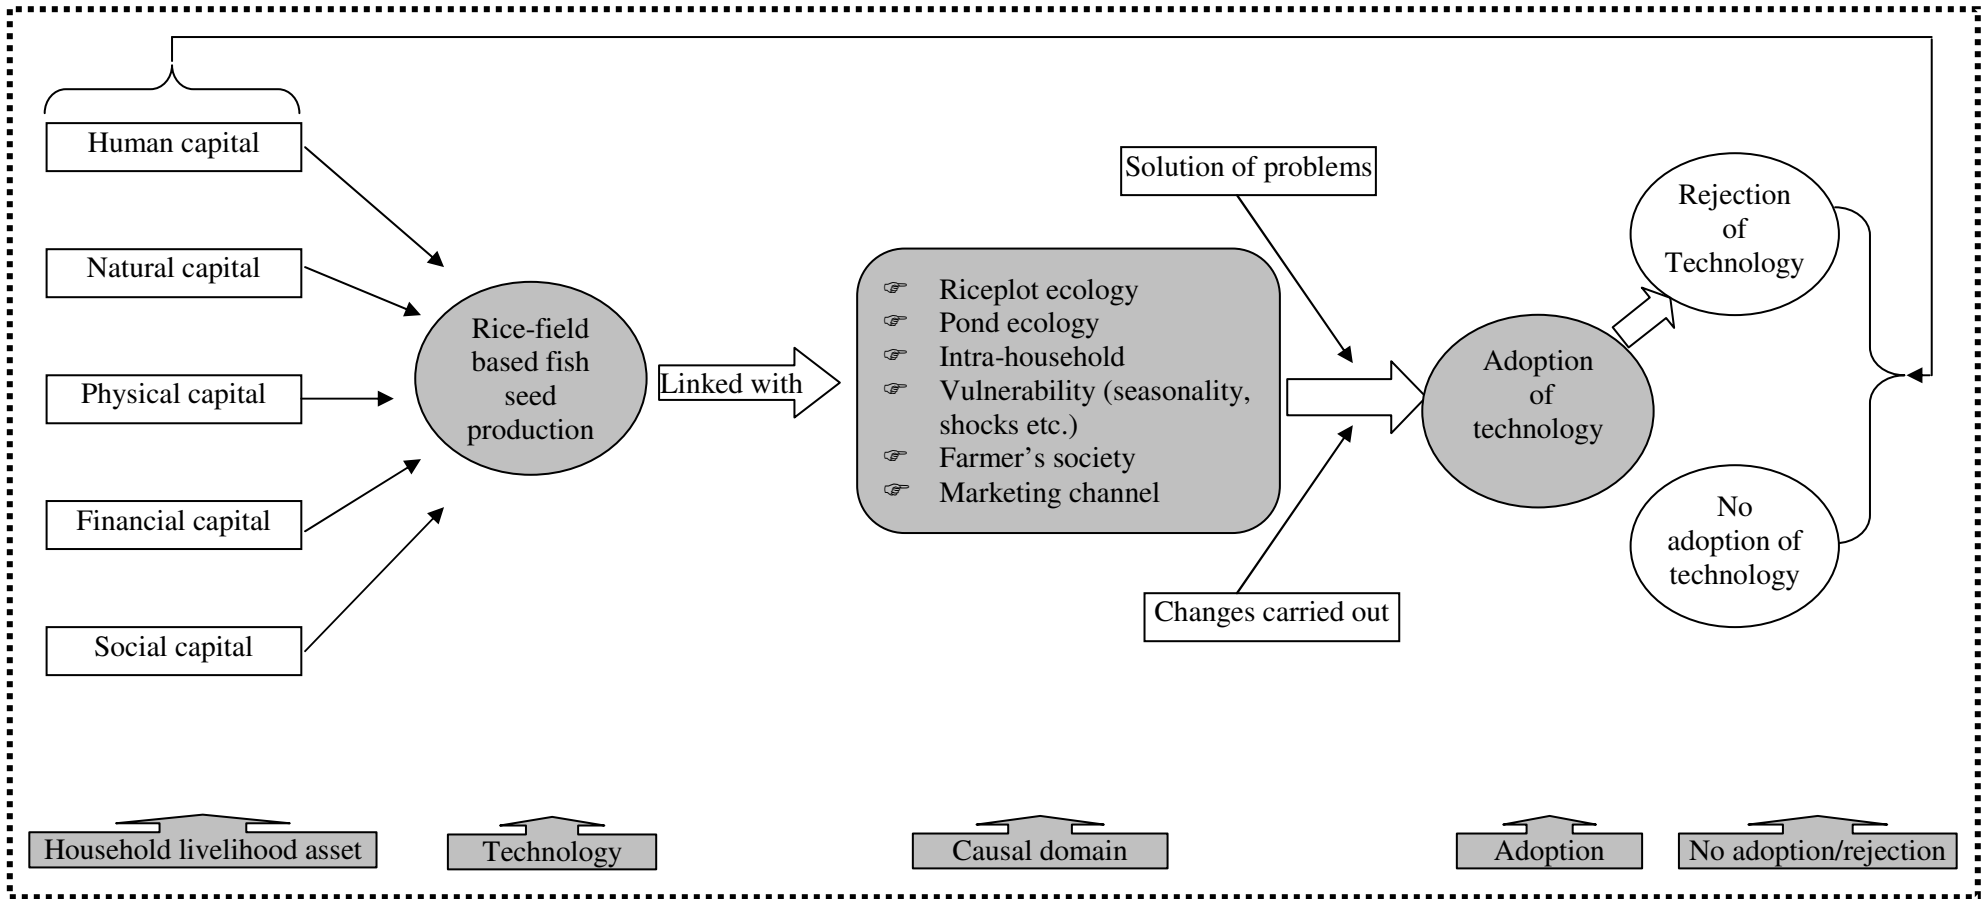 Human capital
Natural capital
Physical capital
Financial capital
Social capital
Rice-field
based fish
seed
production
Linked with
Riceplot ecology
Pond ecology
Intra-household
Vulnerability (seasonality,
shocks etc.)
Farmer's society
Marketing channel
Solution of problems
Changes carried out
Adoption
of
technology
Rejection
of
Technology
No
adoption of
technology
Household livelihood asset
Technology
Causal domain
Adoption
No adoption/rejection